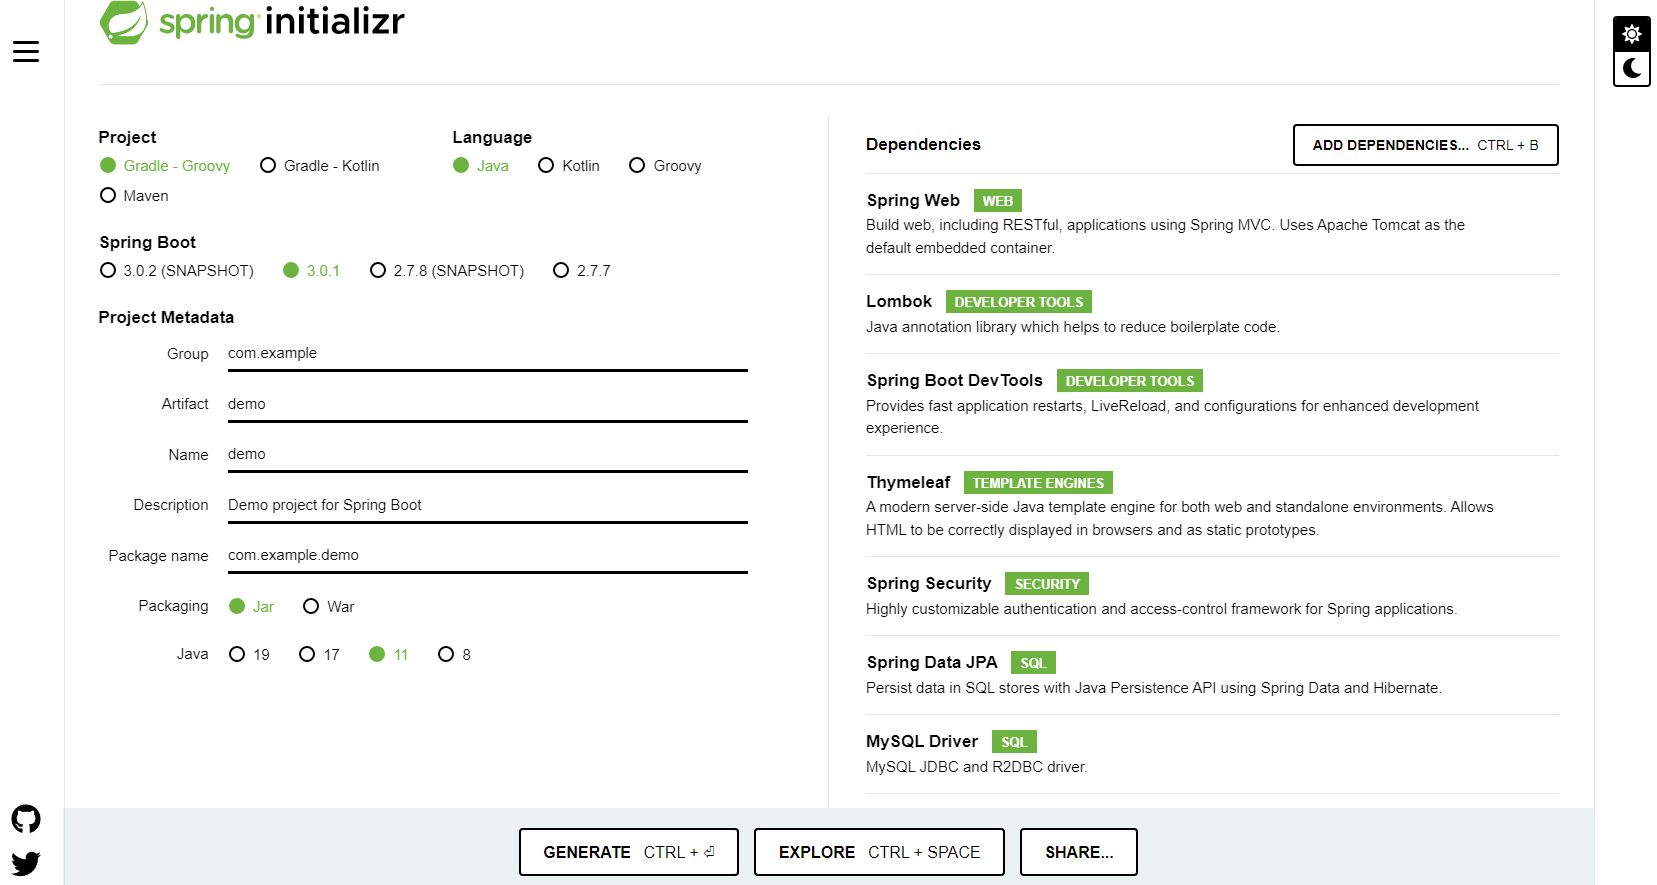 spring initializr
Project
Gradle - Groovy Gradle - Kotlin
Maven
Language
Java Kotlin Groovy
Spring Boot
3.0.2 (SNAPSHOT) 3.0.1 2.7.8 (SNAPSHOT) 2.7.7
Project Metadata
Group com.example
Artifact demo
Name demo
Description Demo project for Spring Boot
Package name com.example.demo
Packaging Jar War
Java 19 17 11 8
Dependencies
ADD DEPENDENCIES... CTRL + B
Spring Web WEB
Build web, including RESTful, applications using Spring MVC. Uses Apache Tomcat as the
default embedded container.
Lombok DEVELOPER TOOLS
Java annotation library which helps to reduce boilerplate code.
Spring Boot DevTools DEVELOPER TOOLS
Provides fast application restarts, LiveReload, and configurations for enhanced development
experience.
Thymeleaf TEMPLATE ENGINES
A modern server-side Java template engine for both web and standalone environments. Allows
HTML to be correctly displayed in browsers and as static prototypes.
Spring Security SECURITY
Highly customizable authentication and access-control framework for Spring applications.
Spring Data JPA SQL
Persist data in SQL stores with Java Persistence API using Spring Data and Hibernate.
MySQL Driver SQL
MySQL JDBC and R2DBC driver.
GENERATE CTRL + ⏎
EXPLORE CTRL + SPACE
SHARE...